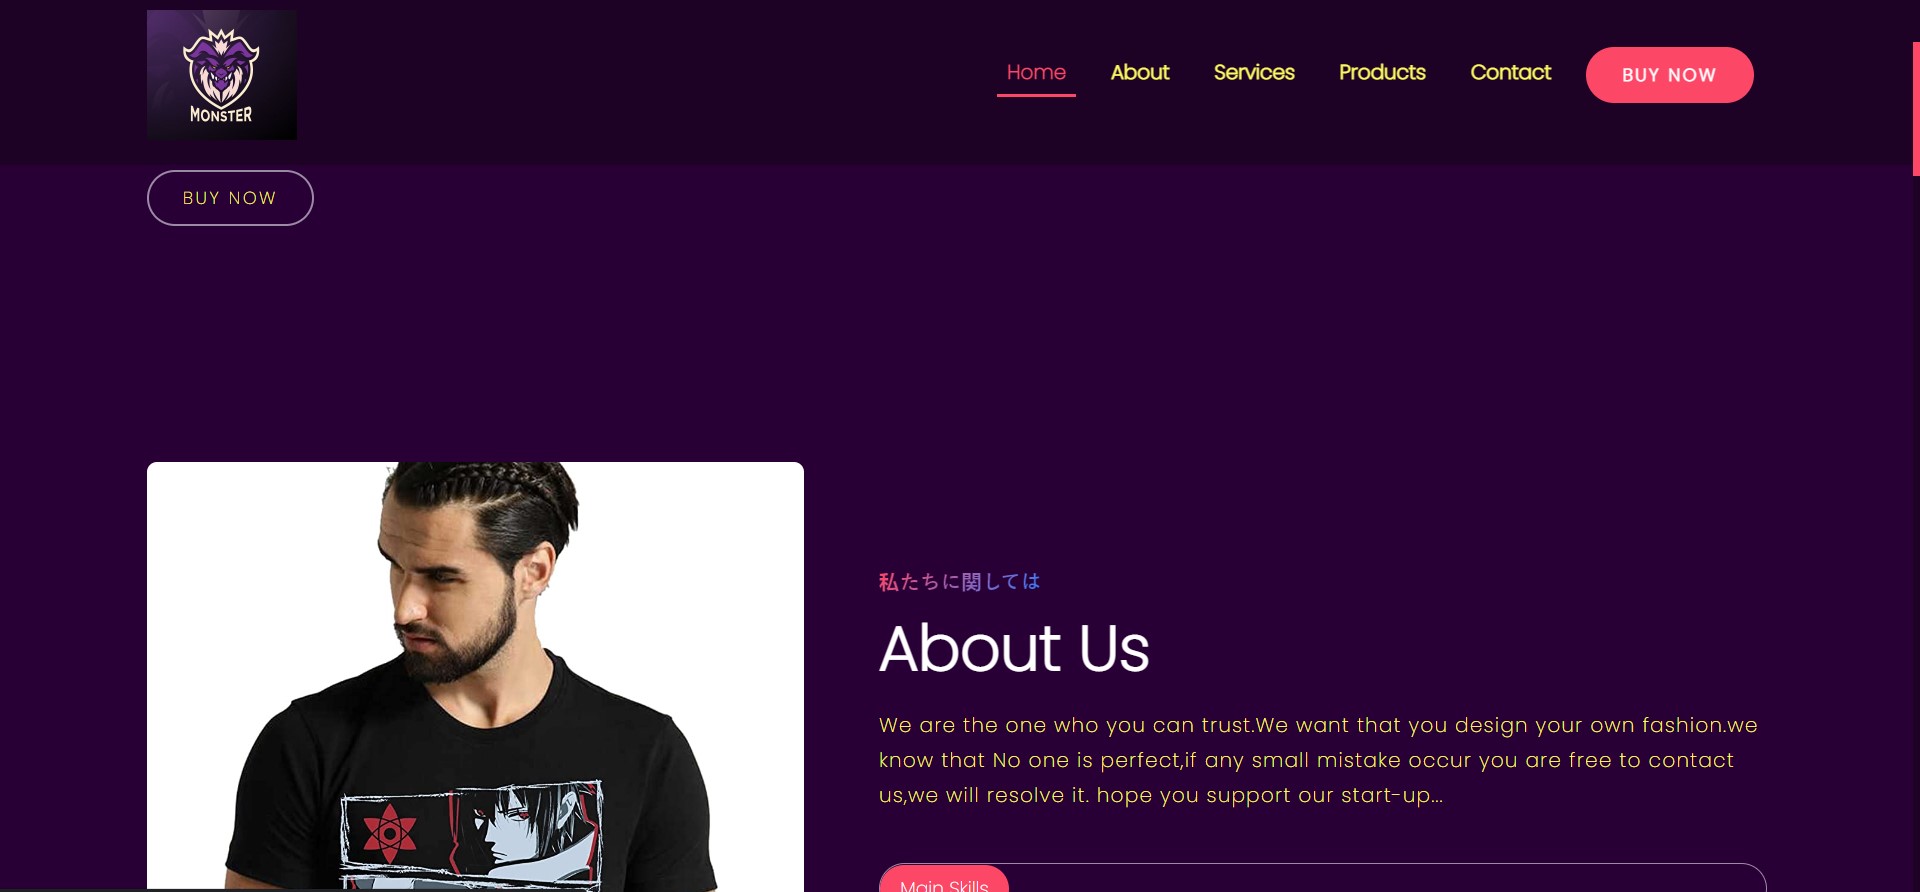 MONSTER
Home About Services Products Contact BUY NOW
BUY NOW
私たちに関しては
About Us
We are the one who you can trust.We want that you design your own fashion.we
know that No one is perfect,if any small mistake occur you are free to contact
us,we will resolve it. hope you support our start-up...
Main Skills